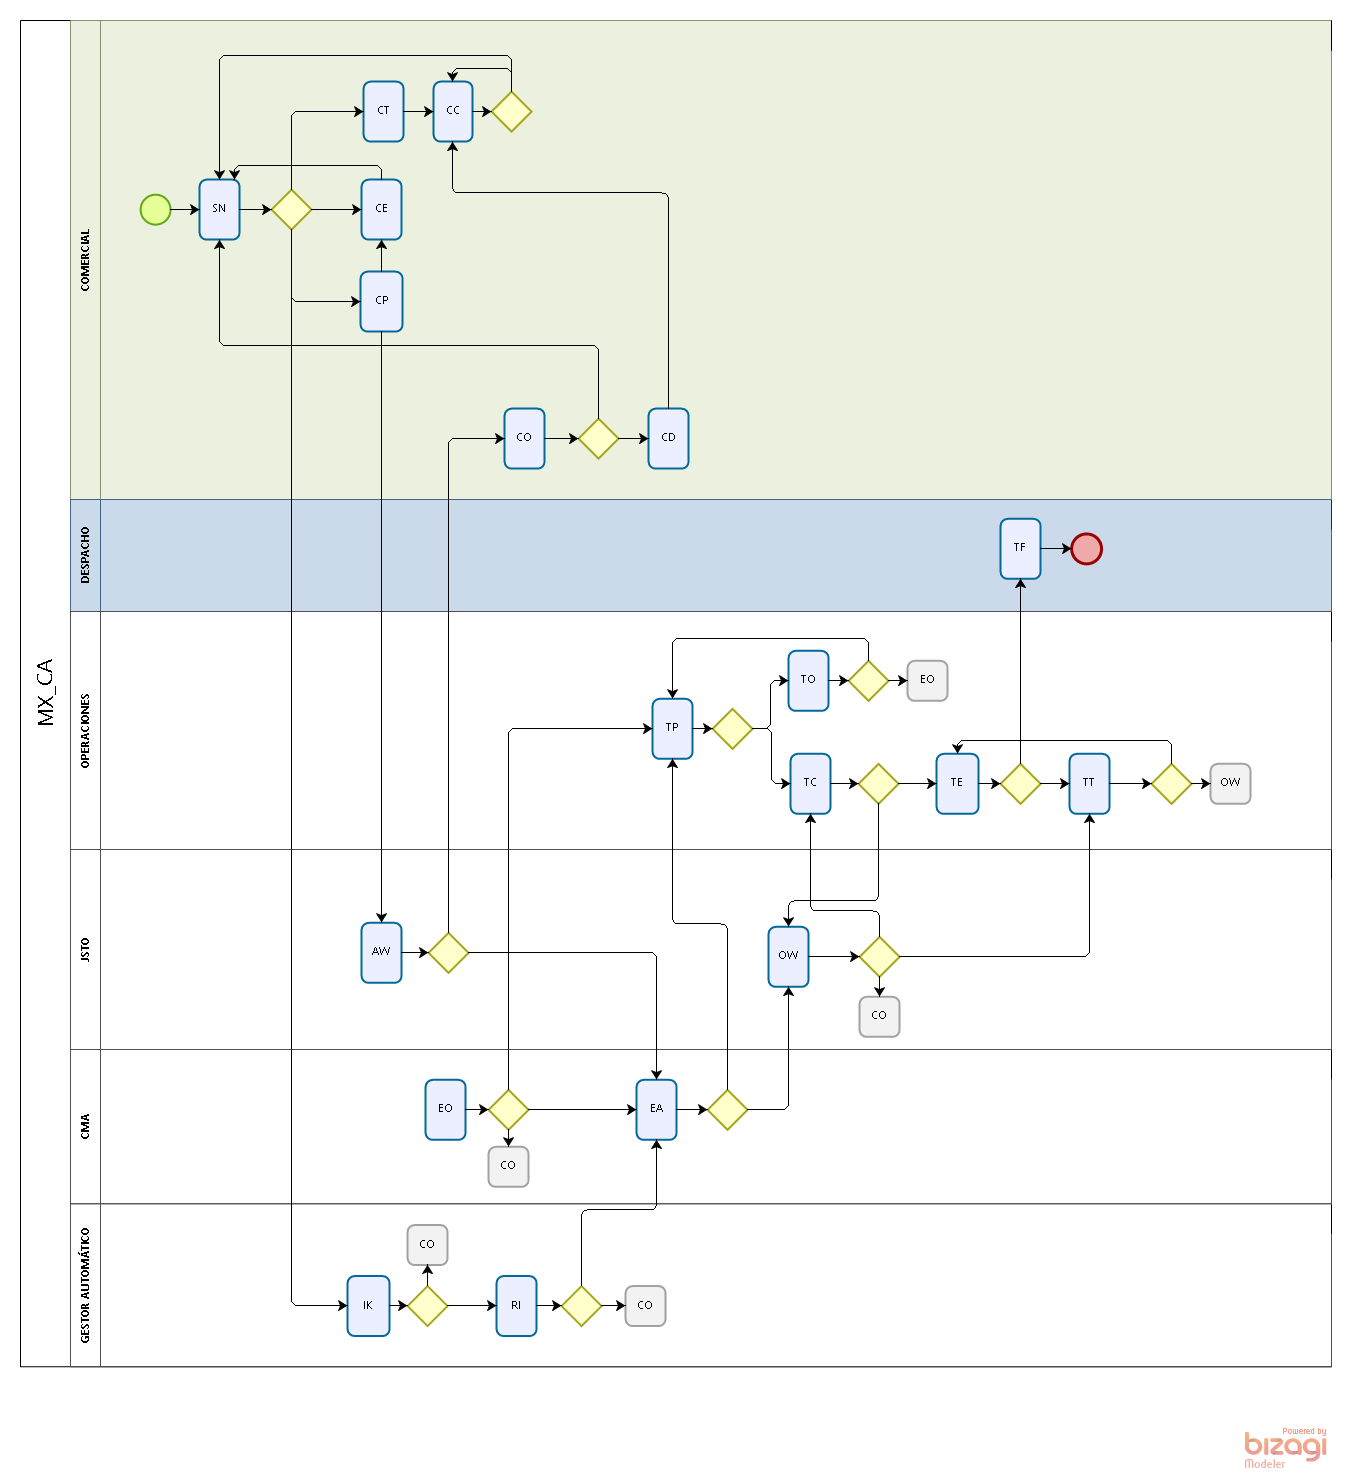 MX_CA
COMERCIAL
CT
CC
SN
CE
CP
CO
CD
DESPACHO
TF
OPERACIONES
TO
EO
TP
TC
TE
TT
OW
JSTO
AW
OW
CO
CMA
EO
EA
CO
GESTOR AUTOMÁTICO
CO
IK
RI
CO
Powered by
bizagi
Modeler